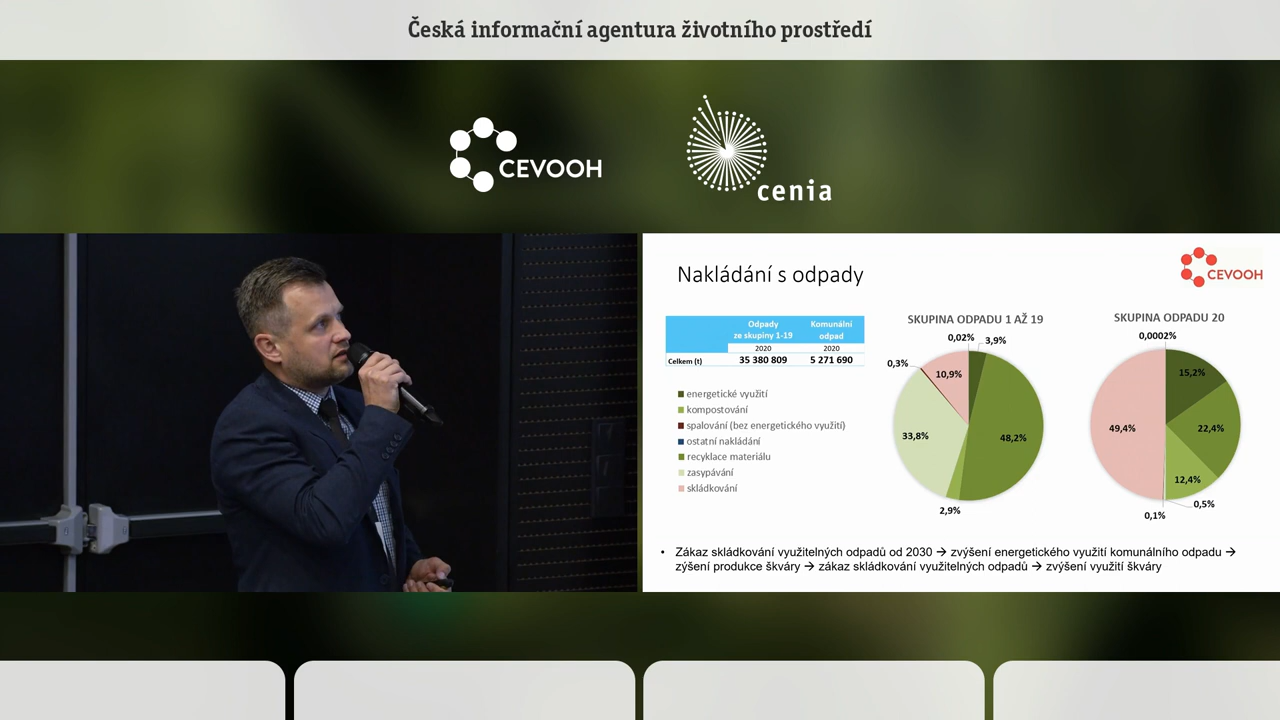 Česká informační agentura životního prostředí
CEVOOH
cenia
Nakládání s odpady
CEVOOH
Odpady
ze skupiny 1-19
Komunální
odpad
2020
2020
Celkem (t)
35 380 809
5 271 690
energetické využití
kompostování
spalování (bez energetického využití)
ostatní nakládání
recyklace materiálu
zasypávání
skládkování
SKUPINA ODPADU 1 AŽ 19
0,02%
3,9%
0,3%
10,9%
33,8%
48,2%
2,9%
SKUPINA ODPADU 20
0,0002%
15,2%
49,4%
22,4%
12,4%
0,5%
0,1%
• Zákaz skládkování využitelných odpadů od 2030 → zvýšení energetického využití komunálního odpadu →
zýšení produkce škváry → zákaz skládkování využitelných odpadů → zvýšení využití škváry